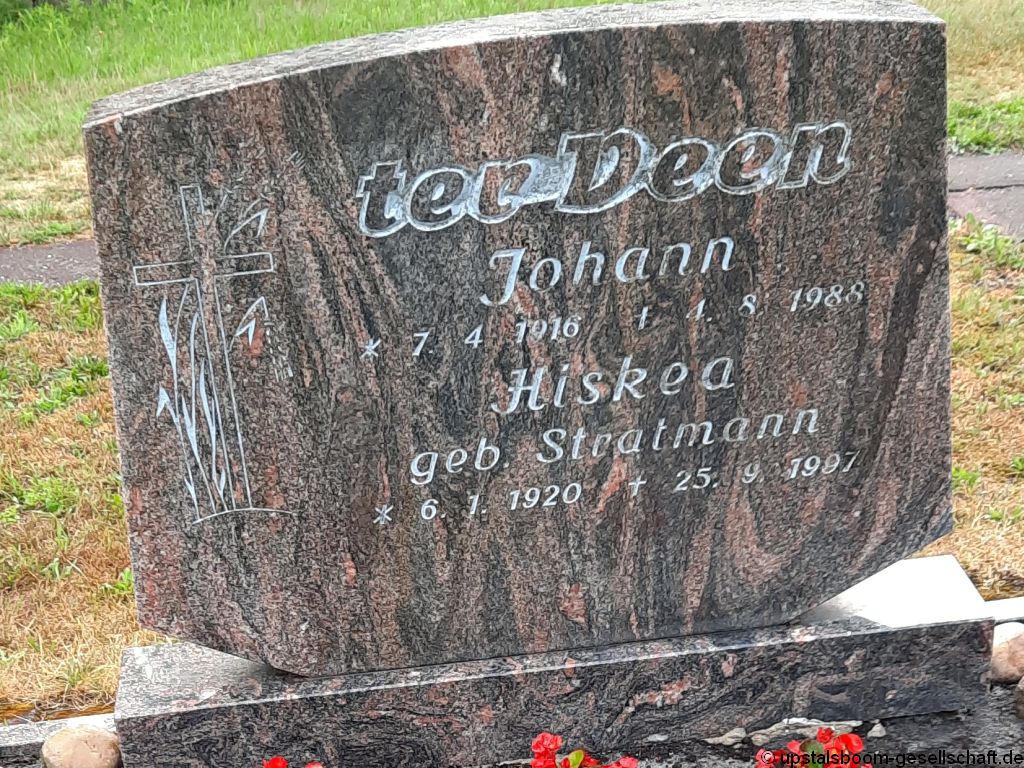 ter Deen
Johann
* 7. 4. 1916 † 4. 8. 1988
Hiskea
geb. Stratmann
* 6. 1. 1920 † 25. 9. 1997
© upstalsboom-gesellschaft.de